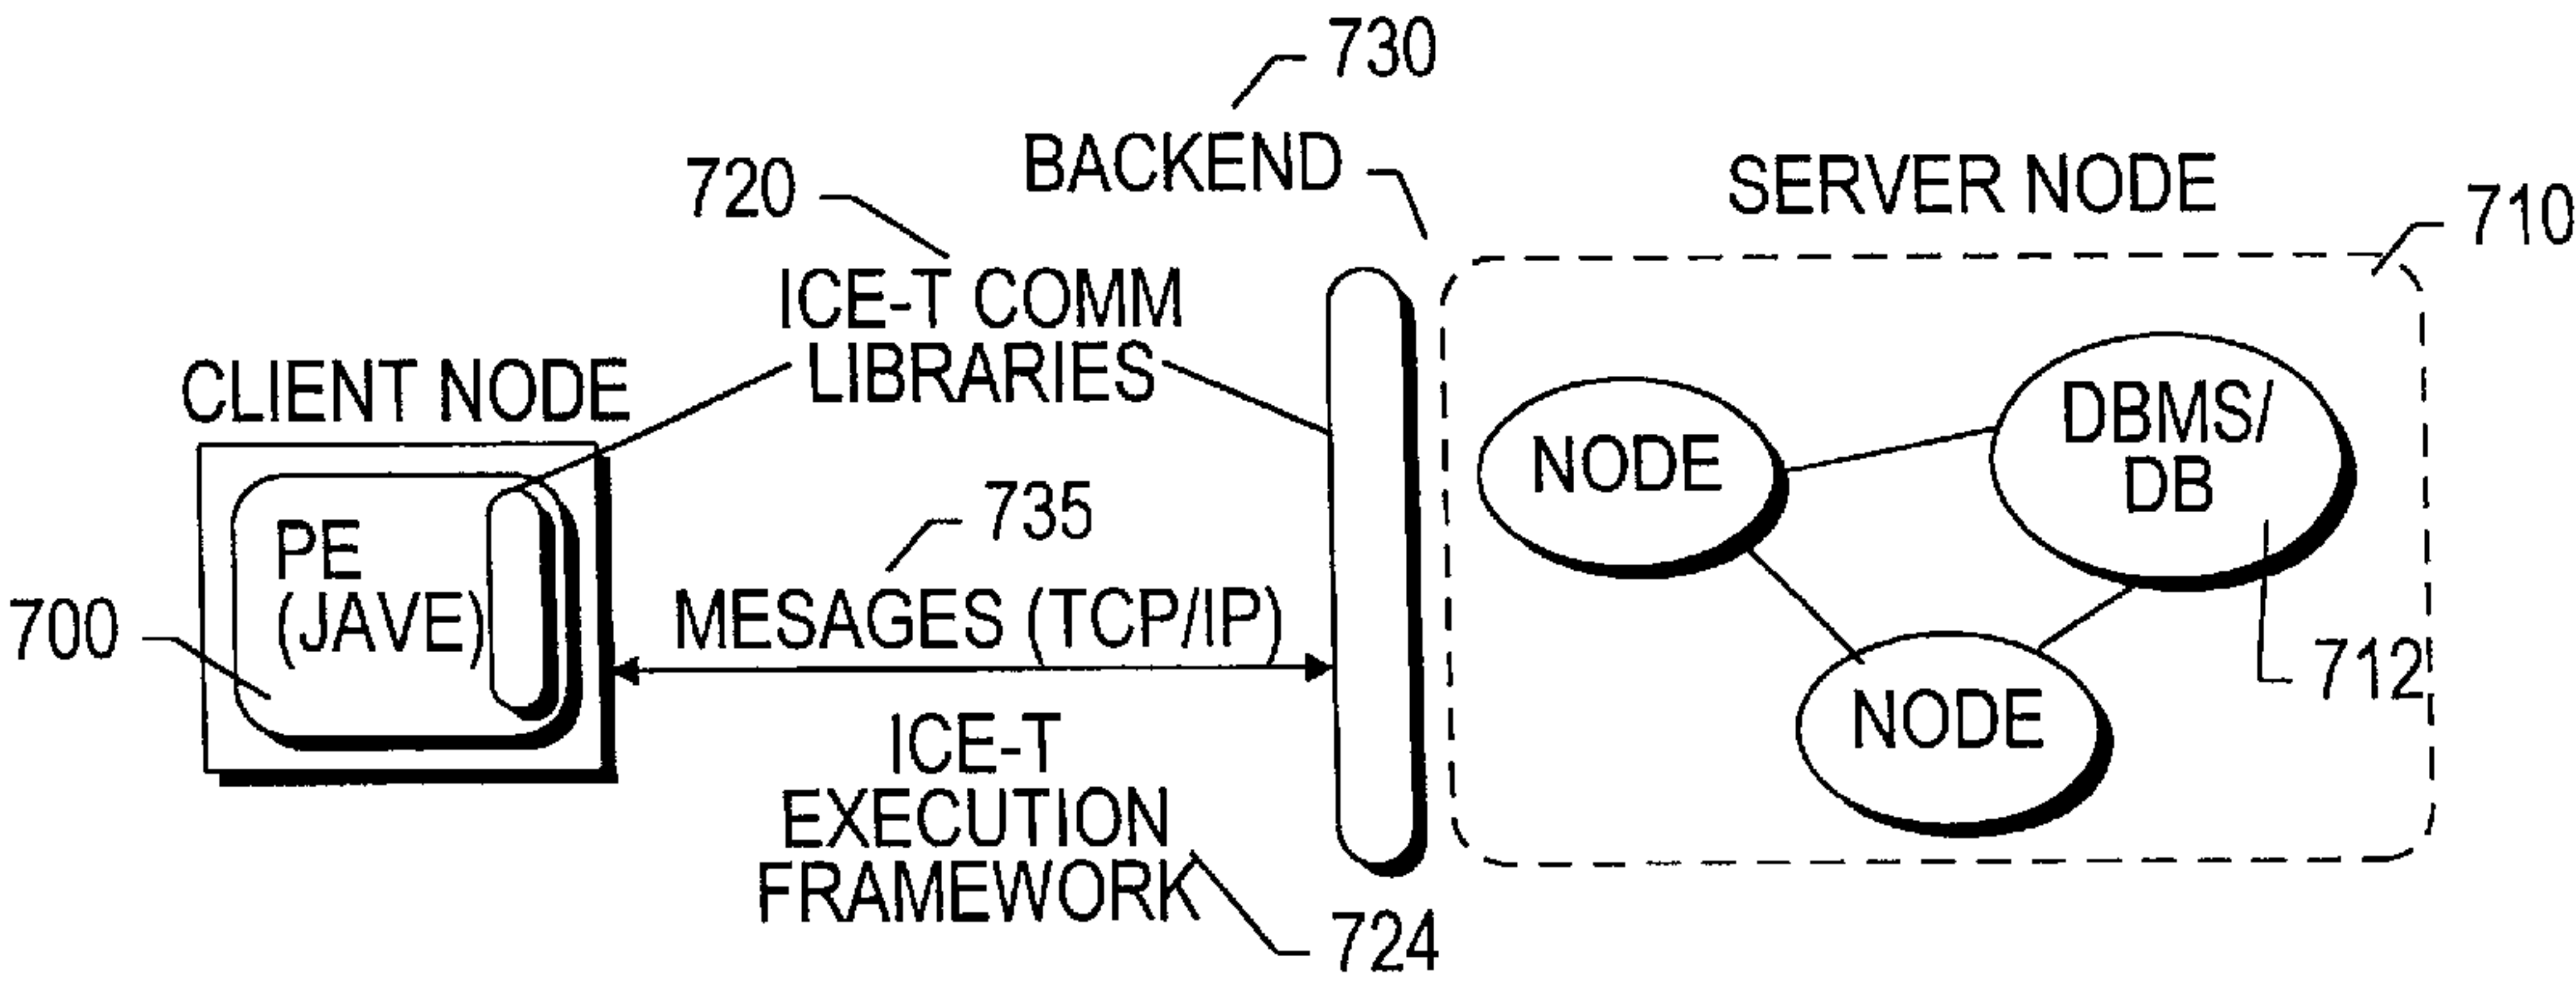 730
BACKEND
720
SERVER NODE
710
ICE-T COMM
LIBRARIES
CLIENT NODE
DBMS/
DB
NODE
735
PE
(JAVE)
700
MESAGES (TCP/IP)
712
NODE
ICE-T
EXECUTION
FRAMEWORK
724